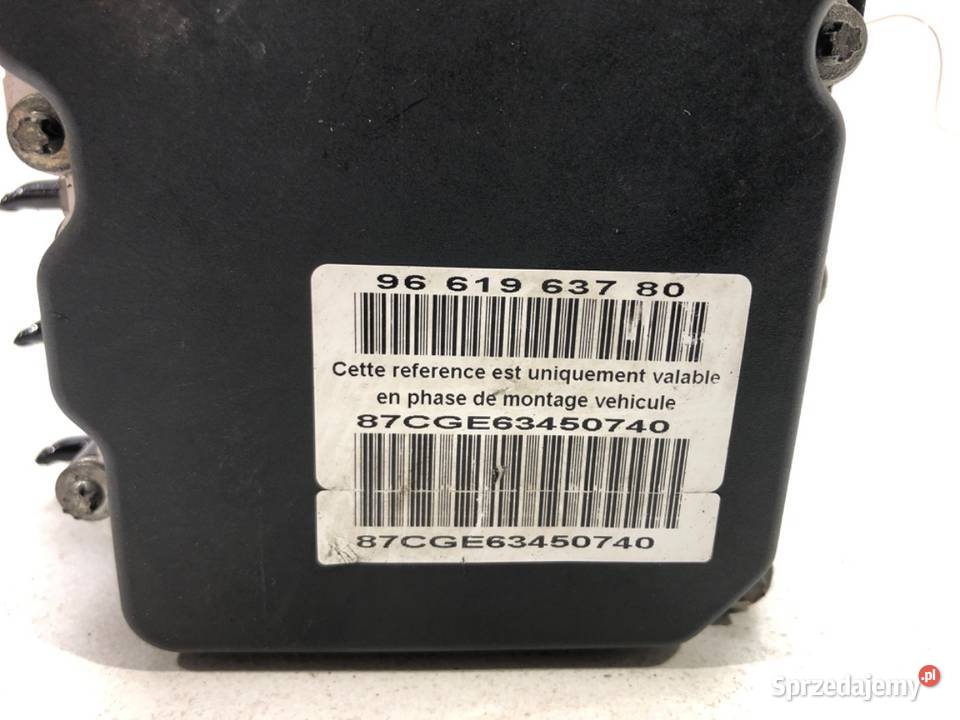 96 619 637 80
Cette reference est uniquement valable
en phase de montage vehicule
87CGE63450740
87CGE63450740
Sprzedajemy.pl